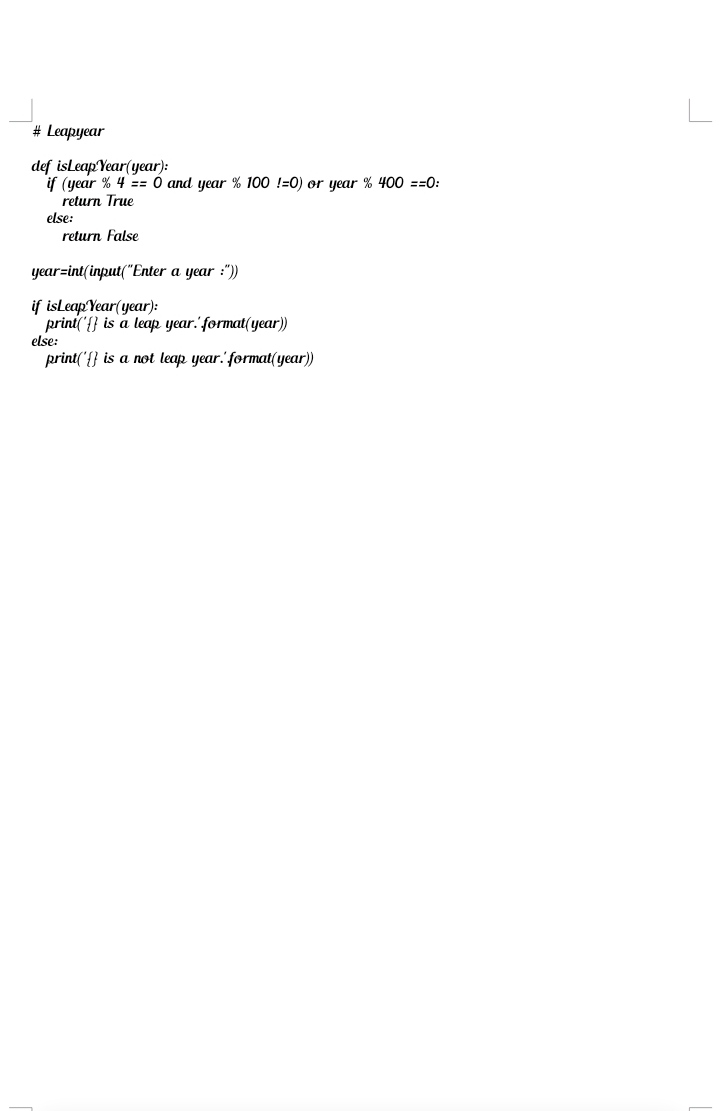 # Leapyear
def isLeapYear(year):
if (year % 4 == 0 and year % 100 !=0) or year % 400 ==0:
return True
else:
return False
year=int(input("Enter a year :"))
if isLeapYear(year):
print('{} is a leap year.'.format(year))
else:
print('{} is a not leap year.'.format(year))